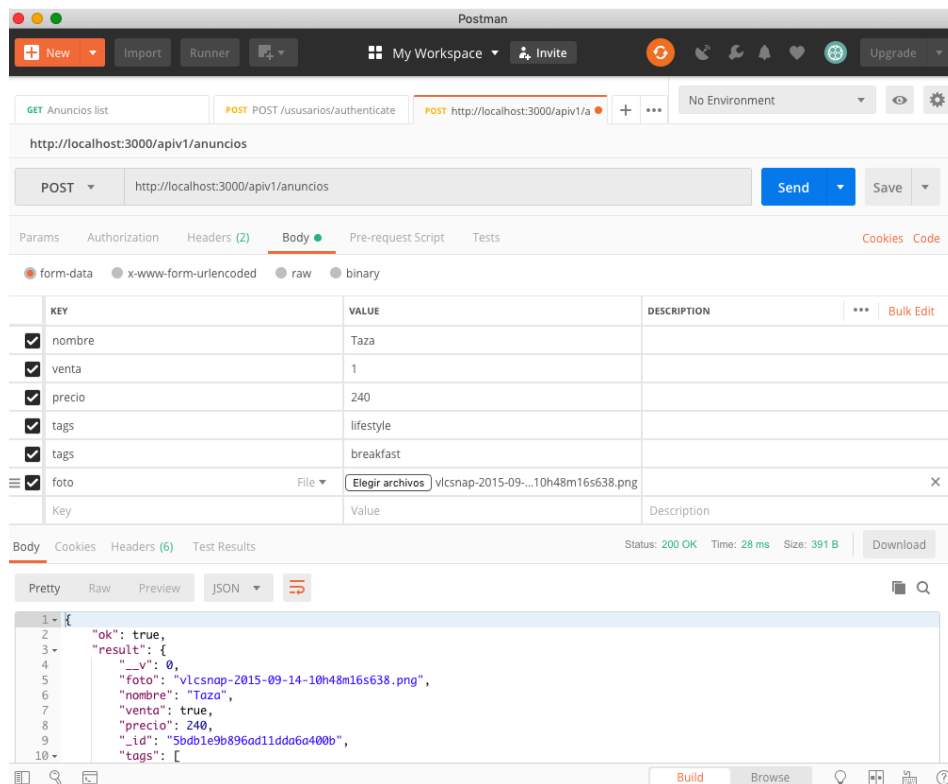 Postman
New Import Runner My Workspace Invite Upgrade
GET Anuncios list POST POST /ususarios/authenticate POST http://localhost:3000/apiv1/a No Environment
http://localhost:3000/apiv1/anuncios
POST http://localhost:3000/apiv1/anuncios Send Save
Params Authorization Headers (2) Body Pre-request Script Tests Cookies Code
form-data x-www-form-urlencoded raw binary
KEY VALUE DESCRIPTION ••• Bulk Edit
nombre Taza
venta 1
precio 240
tags lifestyle
tags breakfast
foto File Elegir archivos vlcsnap-2015-09-...10h48m16s638.png
Key Value Description
Body Cookies Headers (6) Test Results Status: 200 OK Time: 28 ms Size: 391 B Download
Pretty Raw Preview JSON
1 {
2 "ok": true,
3 "result": {
4 "__v": 0,
5 "foto": "vlcsnap-2015-09-14-10h48m16s638.png",
6 "nombre": "Taza",
7 "venta": true,
8 "precio": 240,
9 "_id": "5bdb1e9b896ad11dda6a400b",
10 "tags": [
Build Browse